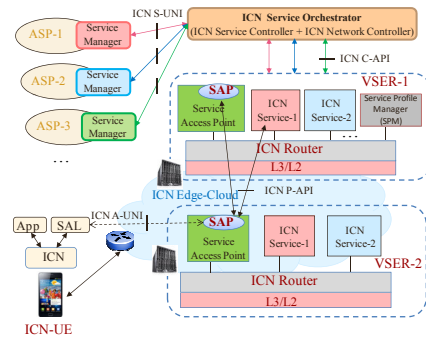 ICN S-UNI
ICN Service Orchestrator
(ICN Service Controller + ICN Network Controller)
ASP-1
Service
Manager
ASP-2
Service
Manager
ASP-3
Service
Manager
...
ICN C-API
VSER-1
SAP
Service
Access Point
ICN
Service-1
ICN
Service-2
...
Service Profile
Manager
(SPM)
ICN Router
L3/L2
ICN Edge-Cloud
ICN P-API
ICN A-UNI
App
SAL
ICN
ICN-UE
SAP
Service
Access Point
ICN
Service-1
ICN
Service-2
VSER-2
ICN Router
L3/L2